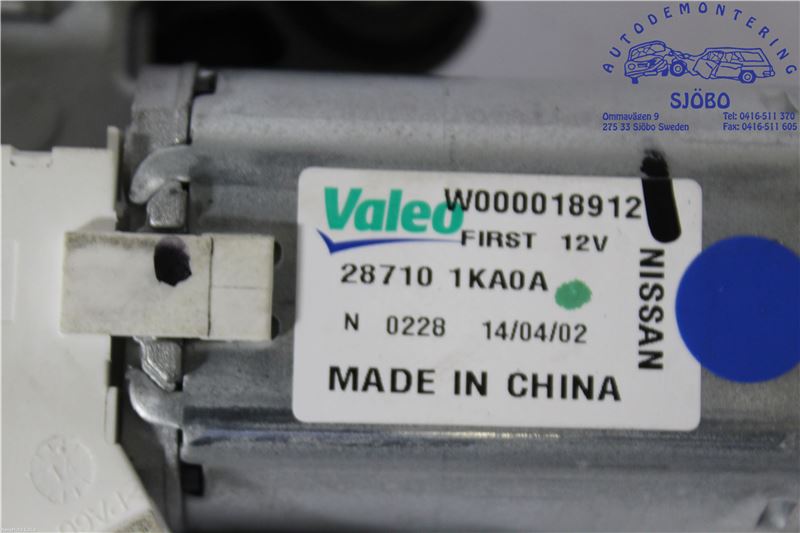 AUTODEMONTERING
SJÖBO
Ommavägen 9
275 33 Sjöbo Sweden
Tel: 0416-511 370
Fax: 0416-511 605
Valeo W000018912
FIRST 12V
28710 1KA0A
N 0228 14/04/02
MADE IN CHINA
NISSAN